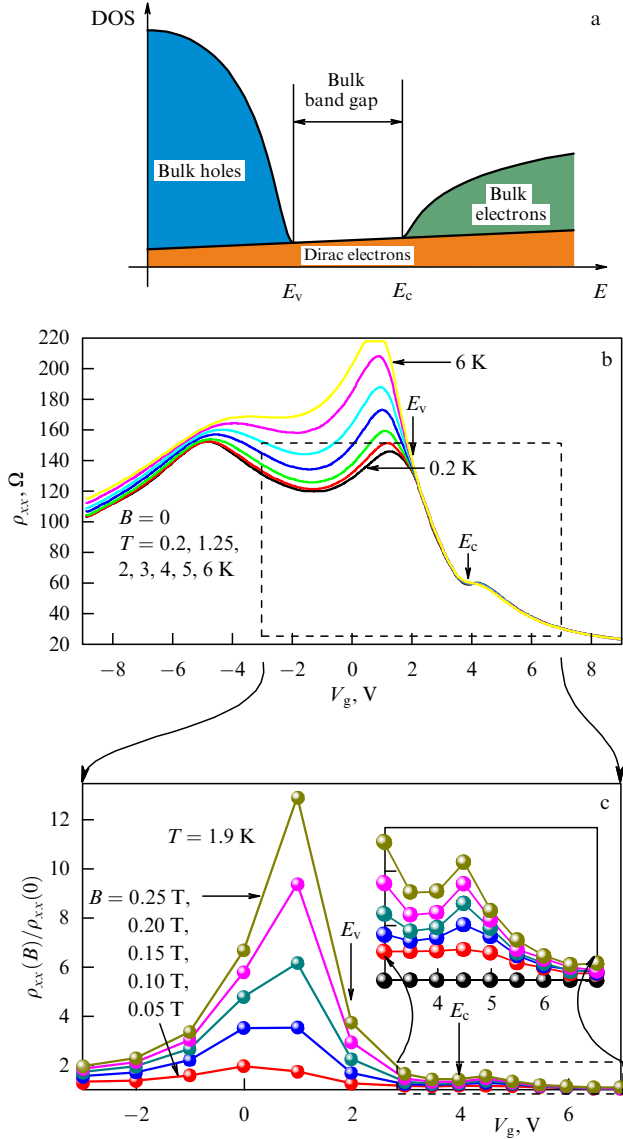 DOS
a
Bulk
band gap
Bulk holes
Bulk
electrons
Dirac electrons
E_v
E_c
E
b
220
200
180
160
140
120
100
80
60
40
20
ρ_xx, Ω
6 K
E_v
0.2 K
B = 0
T = 0.2, 1.25,
2, 3, 4, 5, 6 K
E_c
−8
−6
−4
−2
0
2
4
6
8
V_g, V
c
12
10
8
6
4
2
ρ_xx(B)/ρ_xx(0)
T = 1.9 K
B = 0.25 T,
0.20 T,
0.15 T,
0.10 T,
0.05 T
E_v
4
5
6
E_c
−2
0
2
4
6
V_g, V